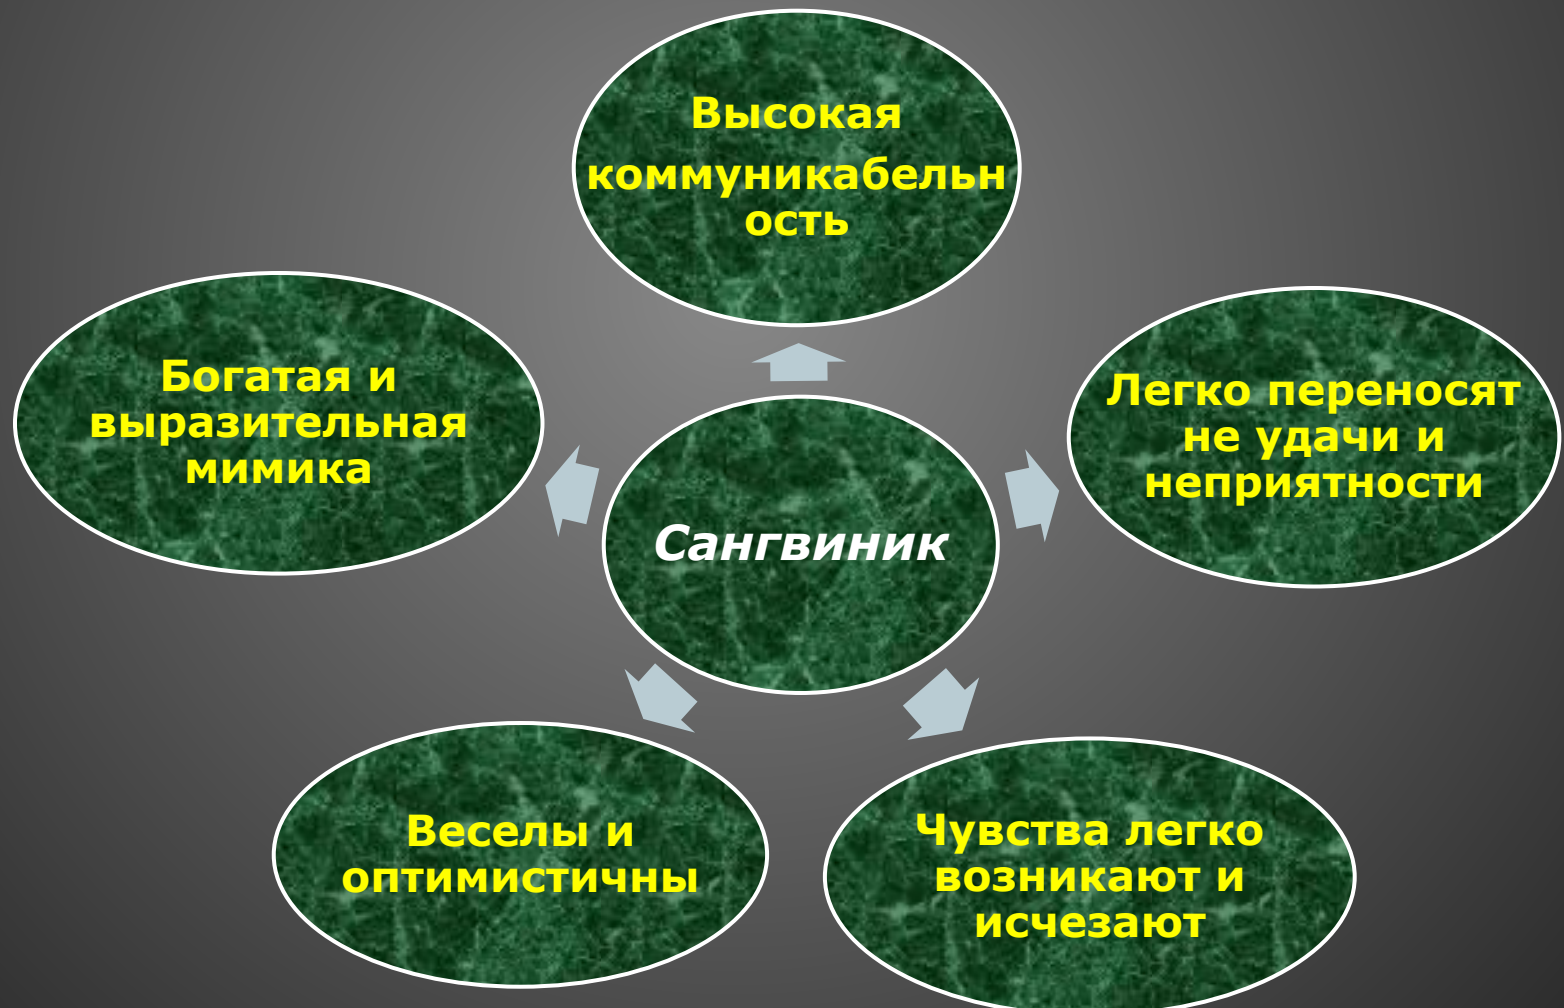 Высокая
коммуникабельн
ость
Богатая и
выразительная
мимика
Легко переносят
не удачи и
неприятности
Сангвиник
Веселы и
оптимистичны
Чувства легко
возникают и
исчезают